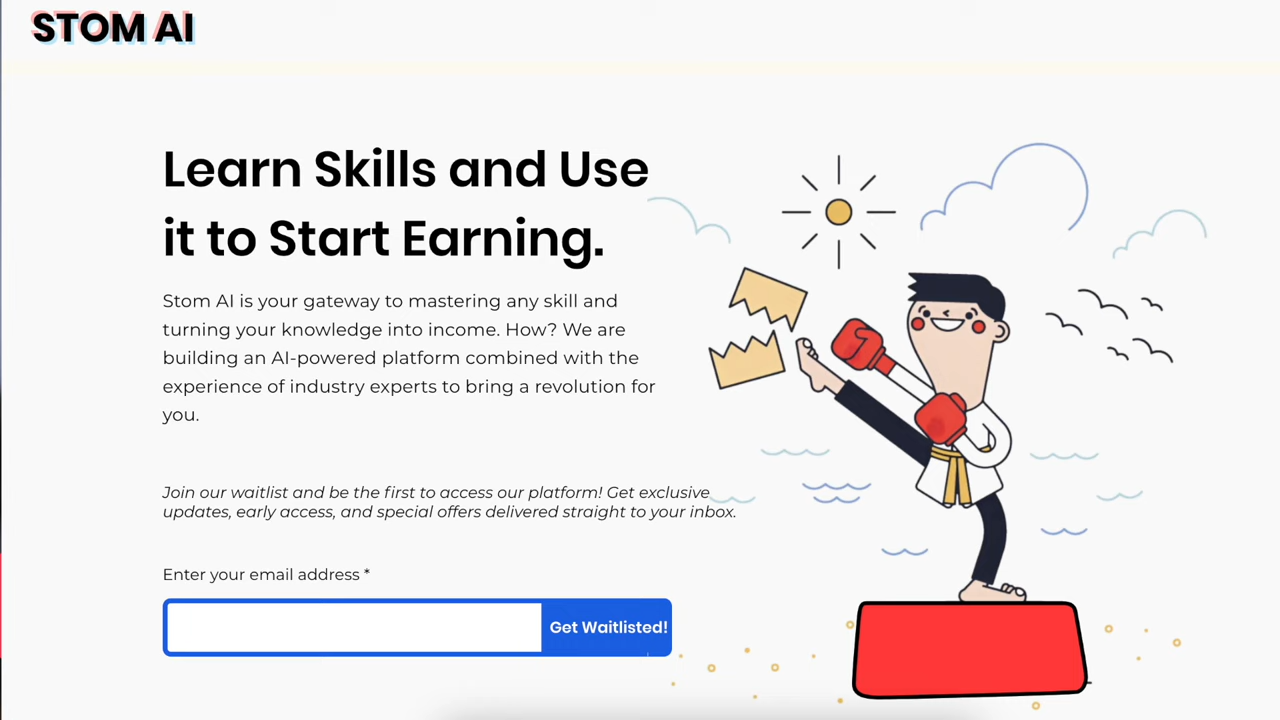 STOM AI
Learn Skills and Use
it to Start Earning.
Stom AI is your gateway to mastering any skill and
turning your knowledge into income. How? We are
building an AI-powered platform combined with the
experience of industry experts to bring a revolution for
you.
Join our waitlist and be the first to access our platform! Get exclusive
updates, early access, and special offers delivered straight to your inbox.
Enter your email address *
Get Waitlisted!